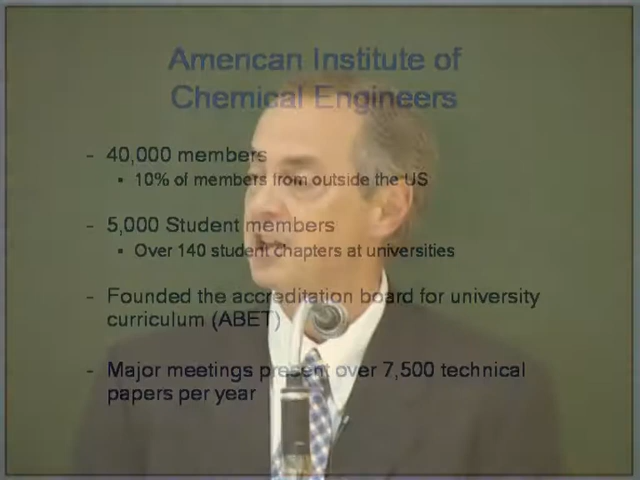 American Institute of
Chemical Engineers
- 40,000 members
▪ 10% of members from outside the US
- 5,000 Student members
▪ Over 140 student chapters at universities
- Founded the accreditation board for university
curriculum (ABET)
- Major meetings present over 7,500 technical
papers per year